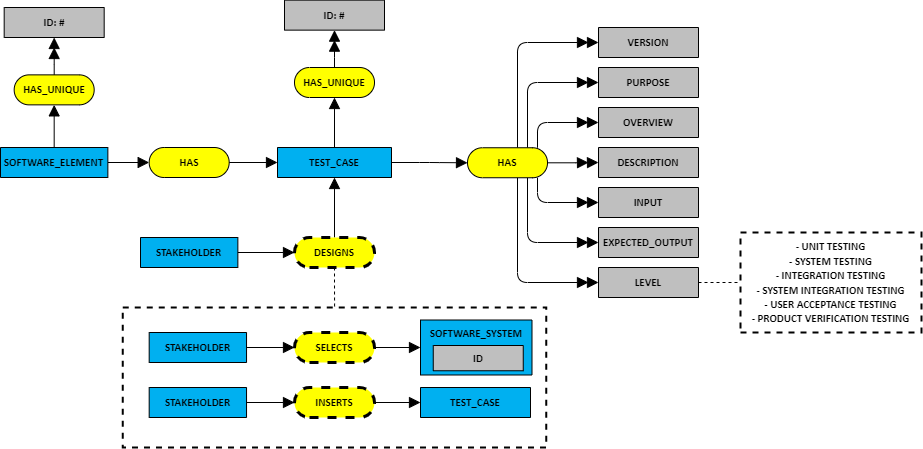 ID: #
ID: #
HAS_UNIQUE
HAS_UNIQUE
SOFTWARE_ELEMENT
HAS
TEST_CASE
HAS
VERSION
PURPOSE
OVERVIEW
DESCRIPTION
INPUT
EXPECTED_OUTPUT
LEVEL
- UNIT TESTING
- SYSTEM TESTING
- INTEGRATION TESTING
- SYSTEM INTEGRATION TESTING
- USER ACCEPTANCE TESTING
- PRODUCT VERIFICATION TESTING
STAKEHOLDER
DESIGNS
STAKEHOLDER
SELECTS
SOFTWARE_SYSTEM
ID
STAKEHOLDER
INSERTS
TEST_CASE